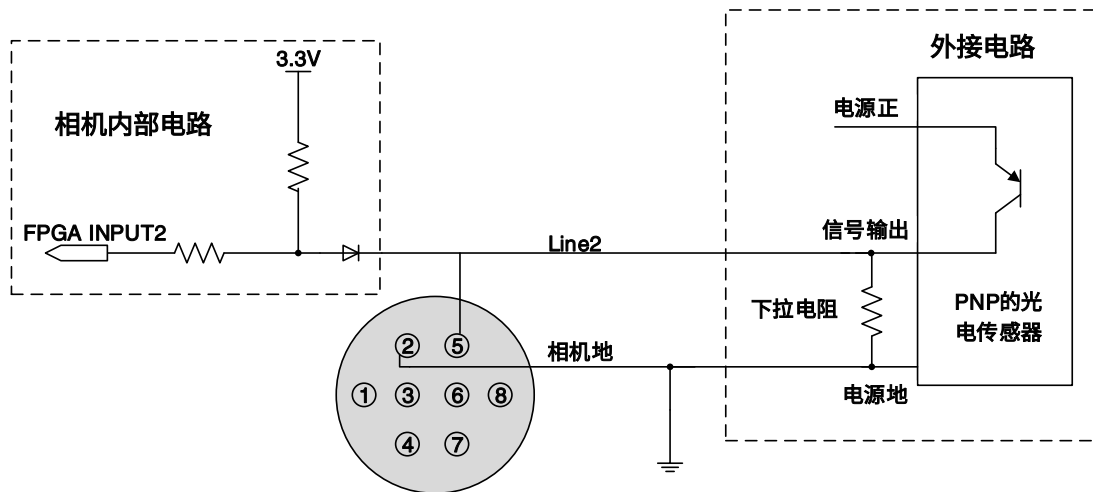 外接电路
3.3V
电源正
相机内部电路
FPGA INPUT2
Line2
信号输出
下拉电阻
PNP的光
电传感器
② ⑤
相机地
① ③ ⑥ ⑧
电源地
④ ⑦